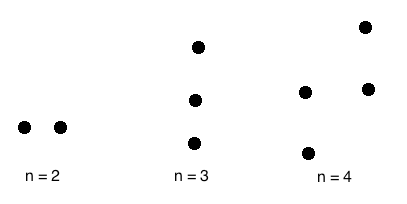 n = 2
n = 3
n = 4